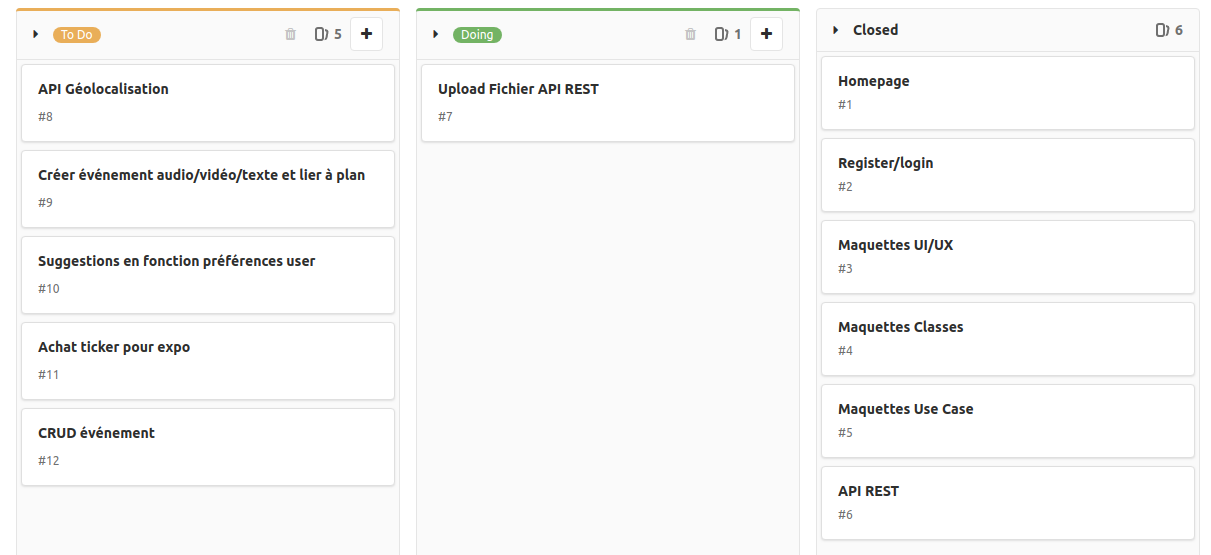 To Do
5
API Géolocalisation
#8
Créer événement audio/vidéo/texte et lier à plan
#9
Suggestions en fonction préférences user
#10
Achat ticker pour expo
#11
CRUD événement
#12
Doing
1
Upload Fichier API REST
#7
Closed
6
Homepage
#1
Register/login
#2
Maquettes UI/UX
#3
Maquettes Classes
#4
Maquettes Use Case
#5
API REST
#6